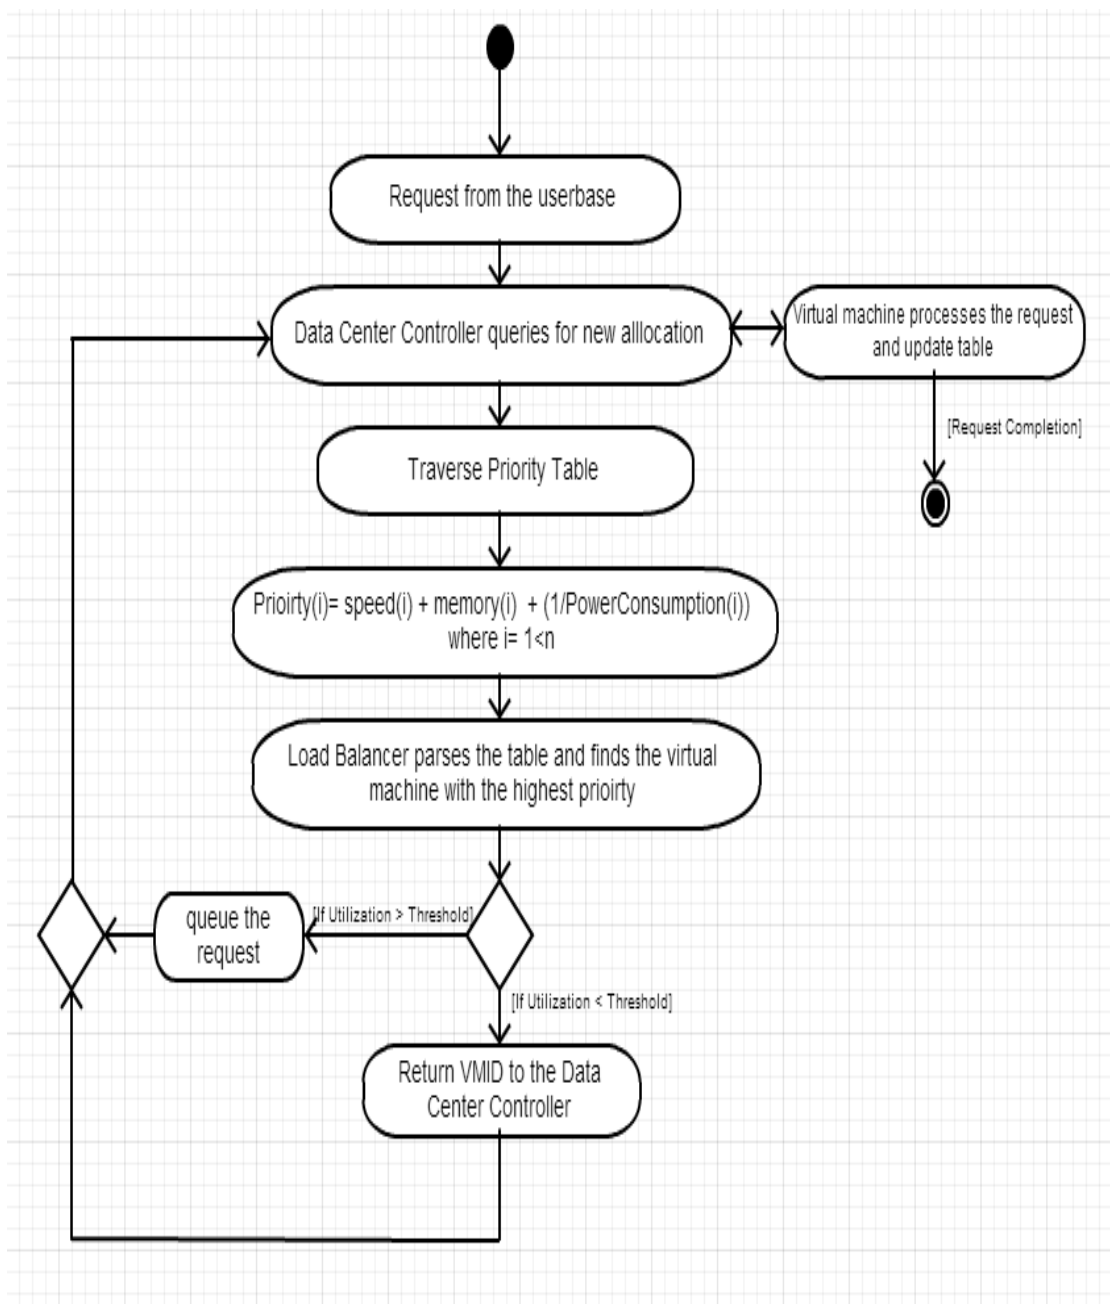 Request from the userbase
Data Center Controller queries for new alllocation
Virtual machine processes the request
and update table
[Request Completion]
Traverse Priority Table
Prioirty(i)= speed(i) + memory(i) + (1/PowerConsumption(i))
where i= 1<n
Load Balancer parses the table and finds the virtual
machine with the highest prioirty
[If Utilization > Threshold]
queue the
request
[If Utilization < Threshold]
Return VMID to the Data
Center Controller